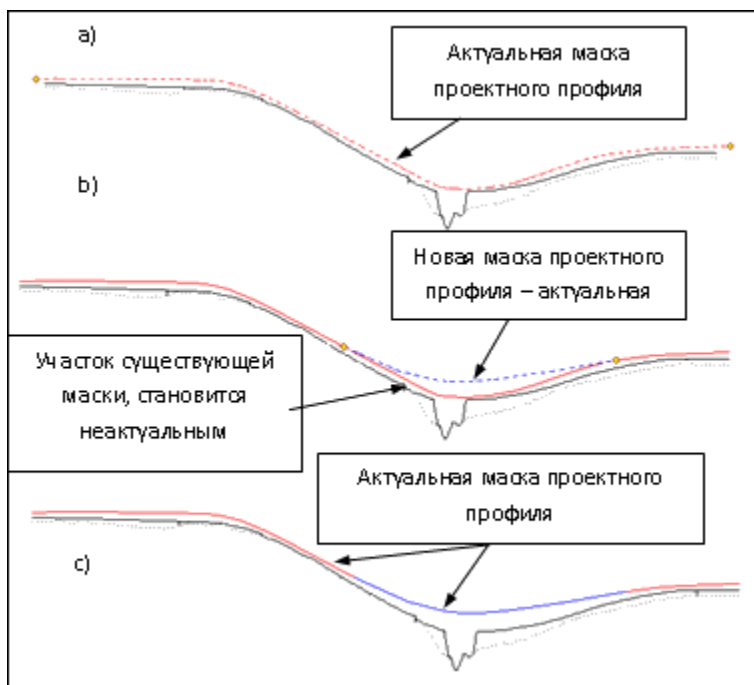 a)
Актуальная маска
проектного профиля
b)
Новая маска проектного
профиля – актуальная
Участок существующей
маски, становится
неактуальным
Актуальная маска проектного
профиля
c)